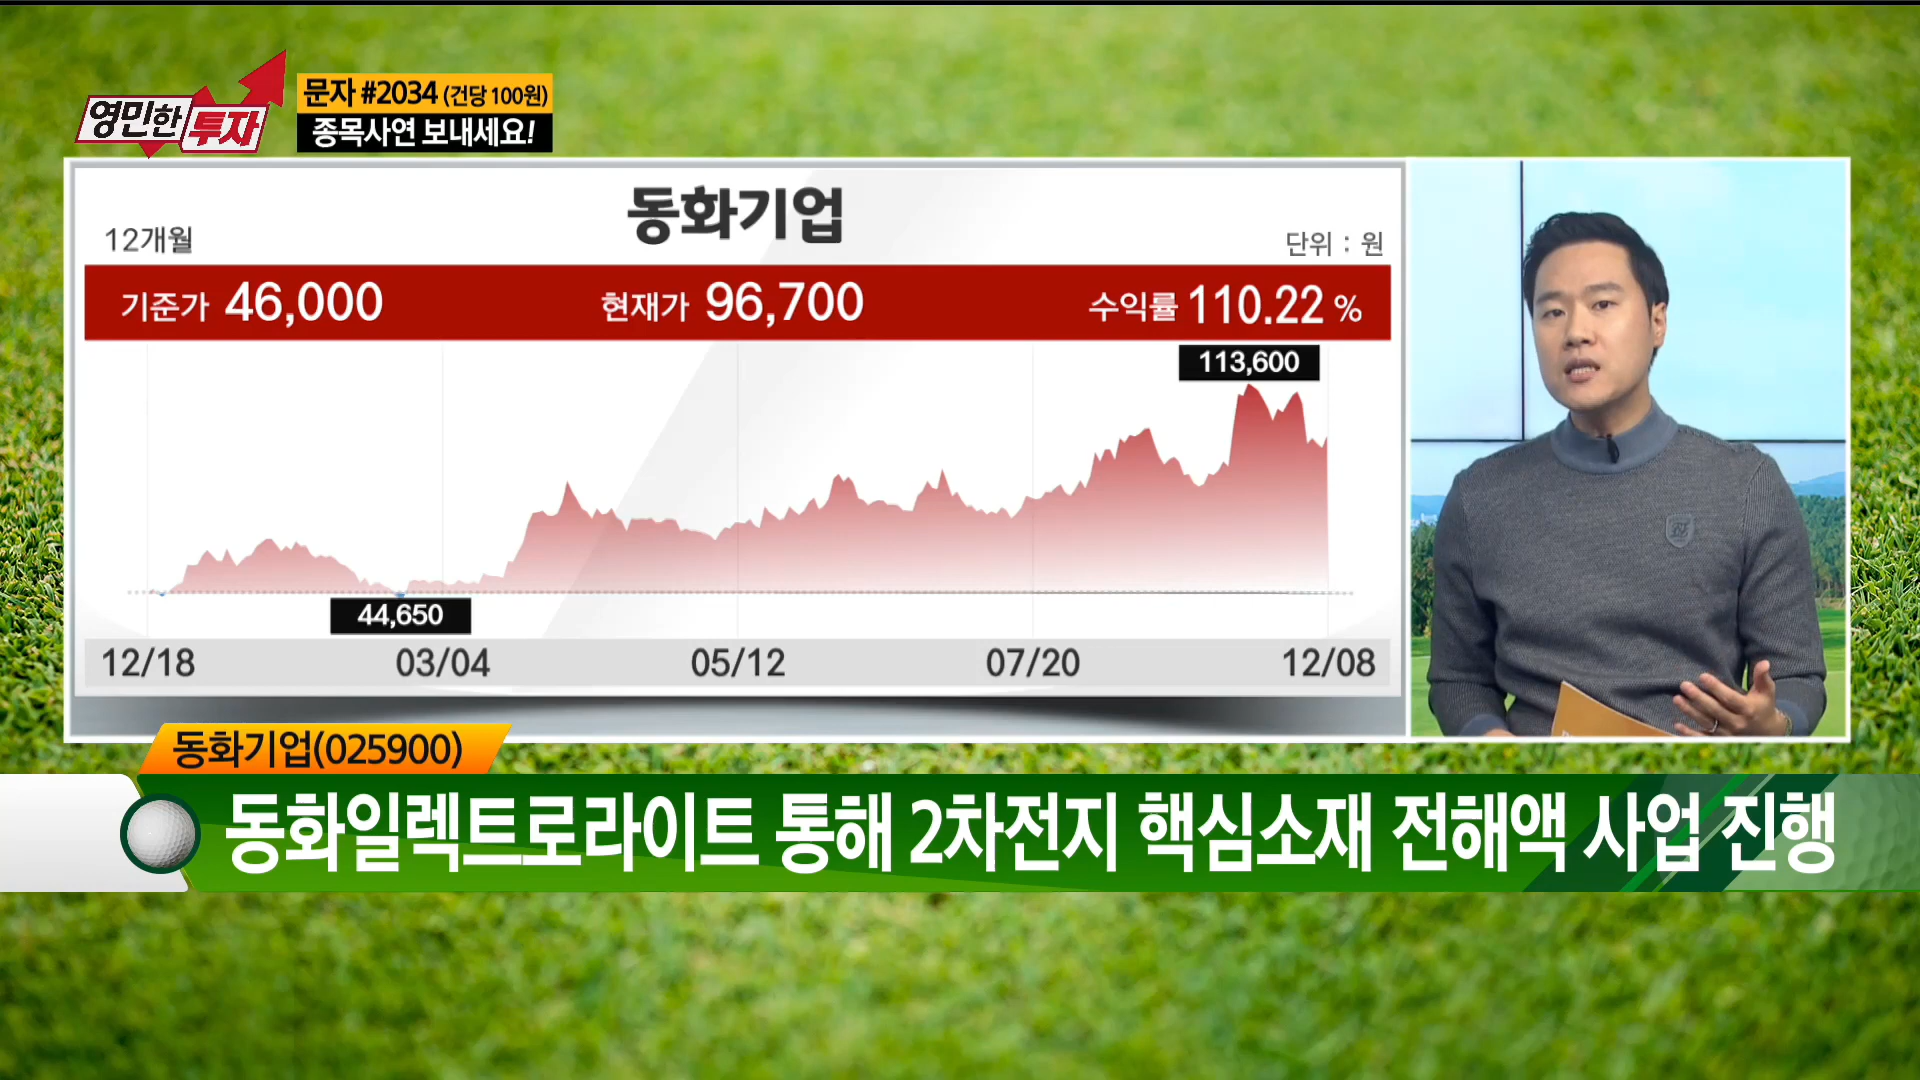 영민한 투자
문자 #2034 (건당 100원)
종목사연 보내세요!
동화기업
12개월
단위 : 원
기준가 46,000 현재가 96,700 수익률 110.22 %
113,600
44,650
12/18 03/04 05/12 07/20 12/08
동화기업(025900)
동화일렉트로라이트 통해 2차전지 핵심소재 전해액 사업 진행